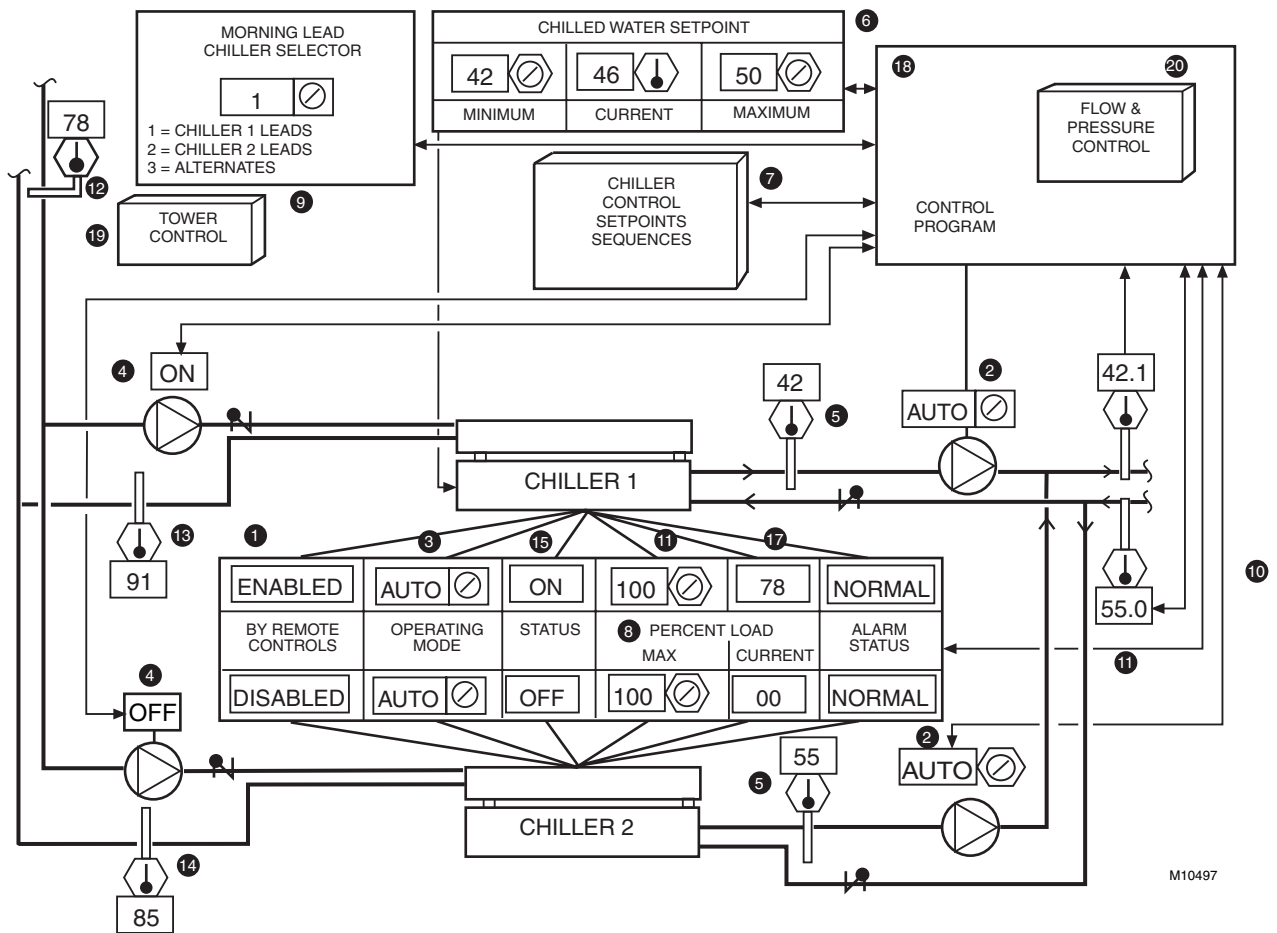 MORNING LEAD
CHILLER SELECTOR
1
1 = CHILLER 1 LEADS
2 = CHILLER 2 LEADS
3 = ALTERNATES
9
CHILLED WATER SETPOINT
6
42
46
50
MINIMUM
CURRENT
MAXIMUM
18
20
FLOW &
PRESSURE
CONTROL
CONTROL
PROGRAM
78
12
19
TOWER
CONTROL
CHILLER
CONTROL
SETPOINTS
SEQUENCES
7
4
ON
42
5
2
AUTO
42.1
CHILLER 1
13
91
1
3
15
11
17
ENABLED
AUTO
ON
100
78
NORMAL
BY REMOTE
CONTROLS
OPERATING
MODE
STATUS
8
PERCENT LOAD
MAX
CURRENT
ALARM
STATUS
DISABLED
AUTO
OFF
100
00
NORMAL
55.0
10
11
4
OFF
2
AUTO
55
5
CHILLER 2
14
85
M10497